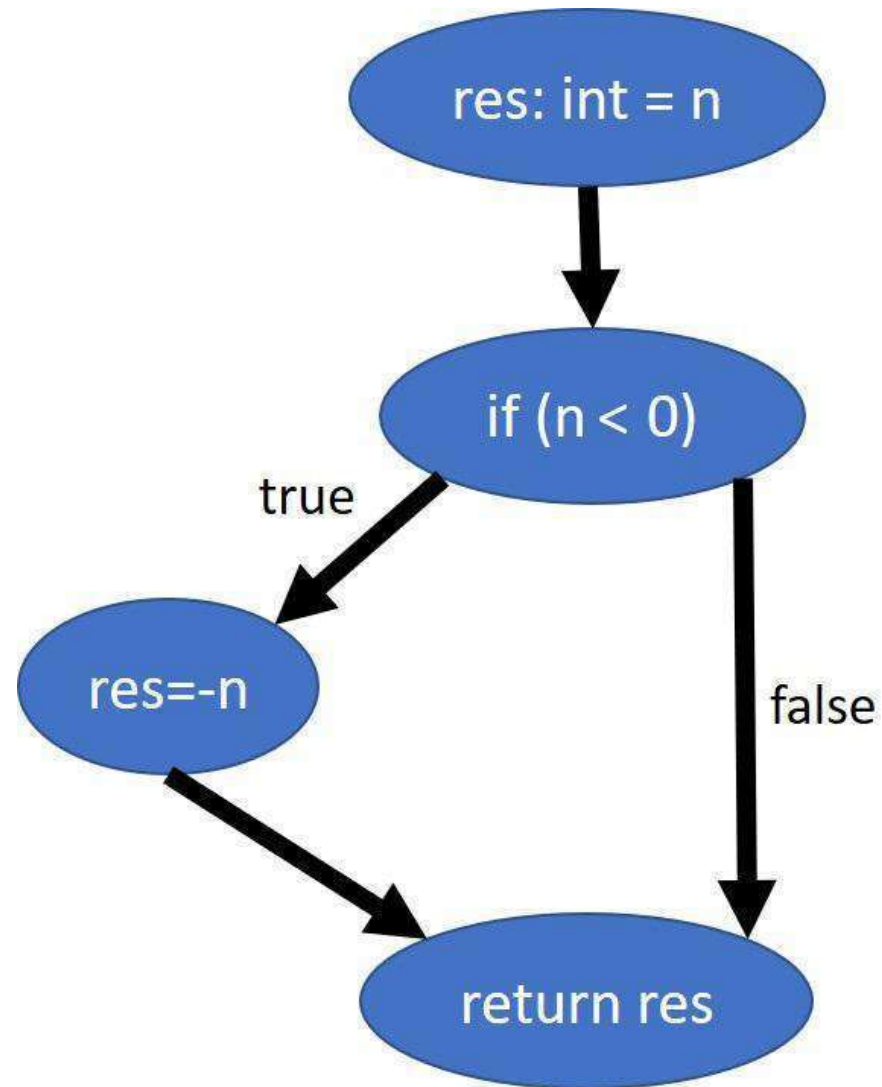 res: int = n
if (n < 0)
true
res=-n
false
return res